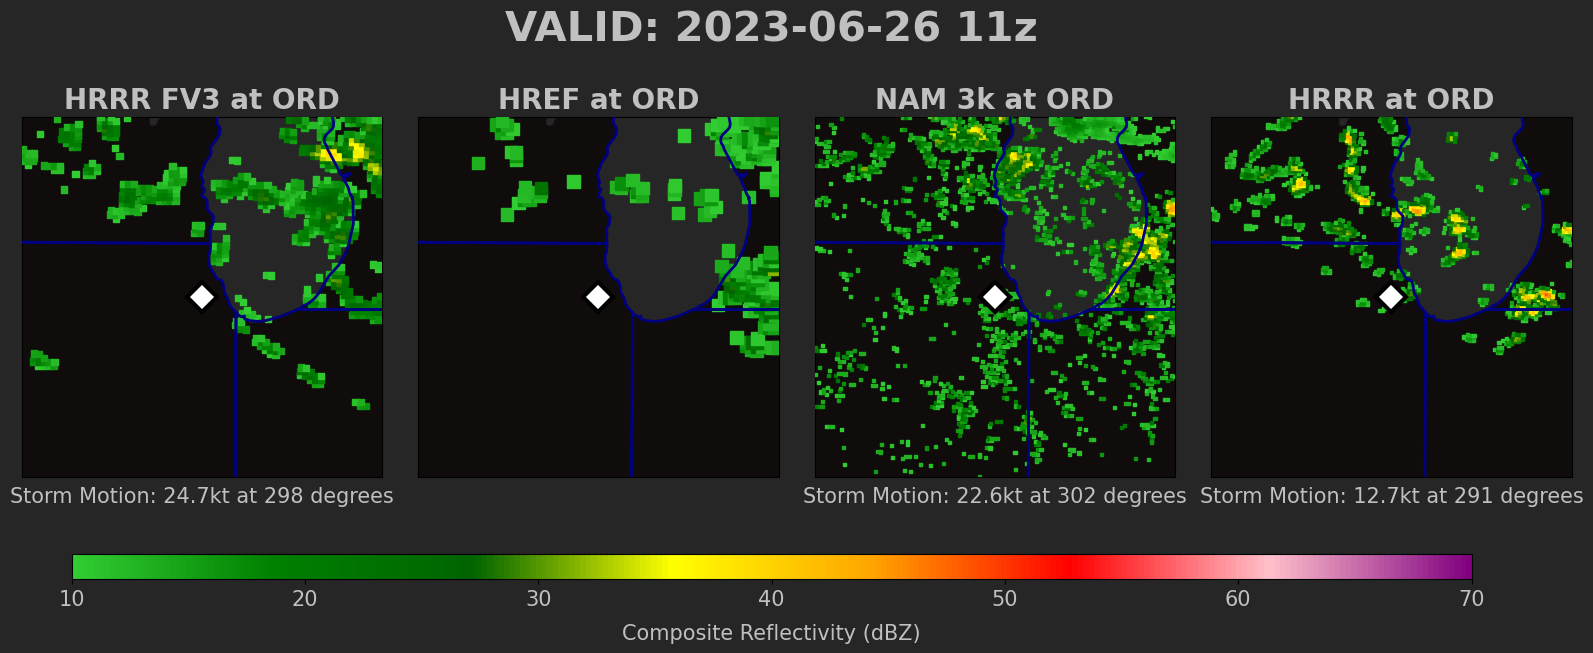 VALID: 2023-06-26 11z
HRRR FV3 at ORD
HREF at ORD
NAM 3k at ORD
HRRR at ORD
Storm Motion: 24.7kt at 298 degrees
Storm Motion: 22.6kt at 302 degrees
Storm Motion: 12.7kt at 291 degrees
10 20 30 40 50 60 70
Composite Reflectivity (dBZ)